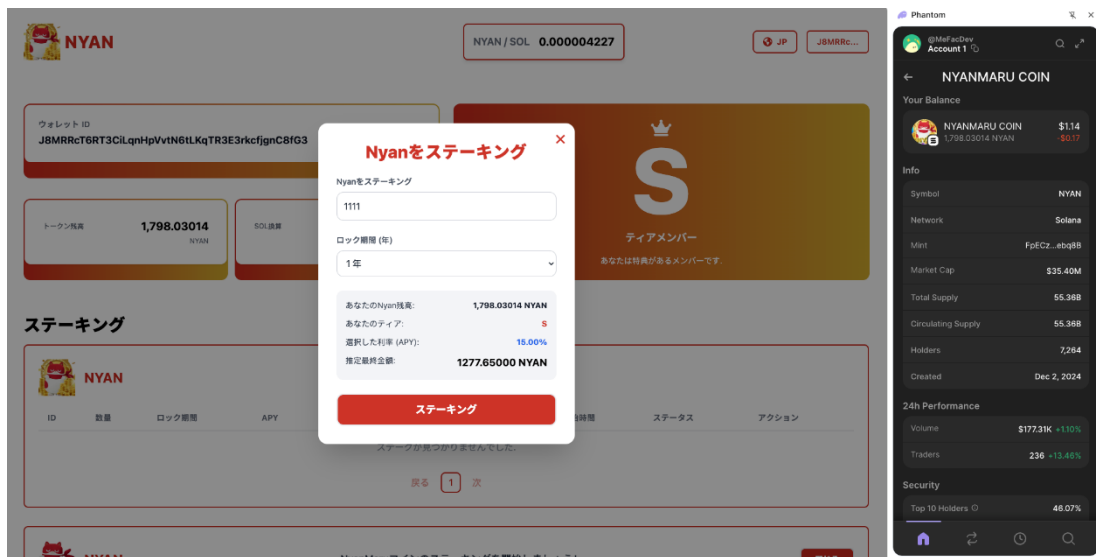 NYAN
NYAN / SOL 0.000004227
JP
J8MRRc...
ウォレット ID
J8MRRcT6RT3CiLqnHpVvtN6tLKqTR3E3rkcfjgnC8fG3
トークン残高
1,798.03014
NYAN
SOL換算
S
ティアメンバー
あなたは特典があるメンバーです.
Nyanをステーキング
Nyanをステーキング
1111
ロック期間 (年)
1 年
あなたのNyan残高: 1,798.03014 NYAN
あなたのティア: S
選択した利率 (APY): 15.00%
推定最終金額: 1277.65000 NYAN
ステーキング
ステーキング
NYAN
ID 数量 ロック期間 APY ステータス アクション
ステークが見つかりませんでした.
戻る 1 次
Phantom
@MeFacDev
Account 1
NYANMARU COIN
Your Balance
NYANMARU COIN $1.14
1,798.03014 NYAN -$0.17
Info
Symbol NYAN
Network Solana
Mint FpECz...ebq8B
Market Cap $35.40M
Total Supply 55.36B
Circulating Supply 55.36B
Holders 7,264
Created Dec 2, 2024
24h Performance
Volume $177.31K +1.10%
Traders 236 +13.46%
Security
Top 10 Holders 46.07%